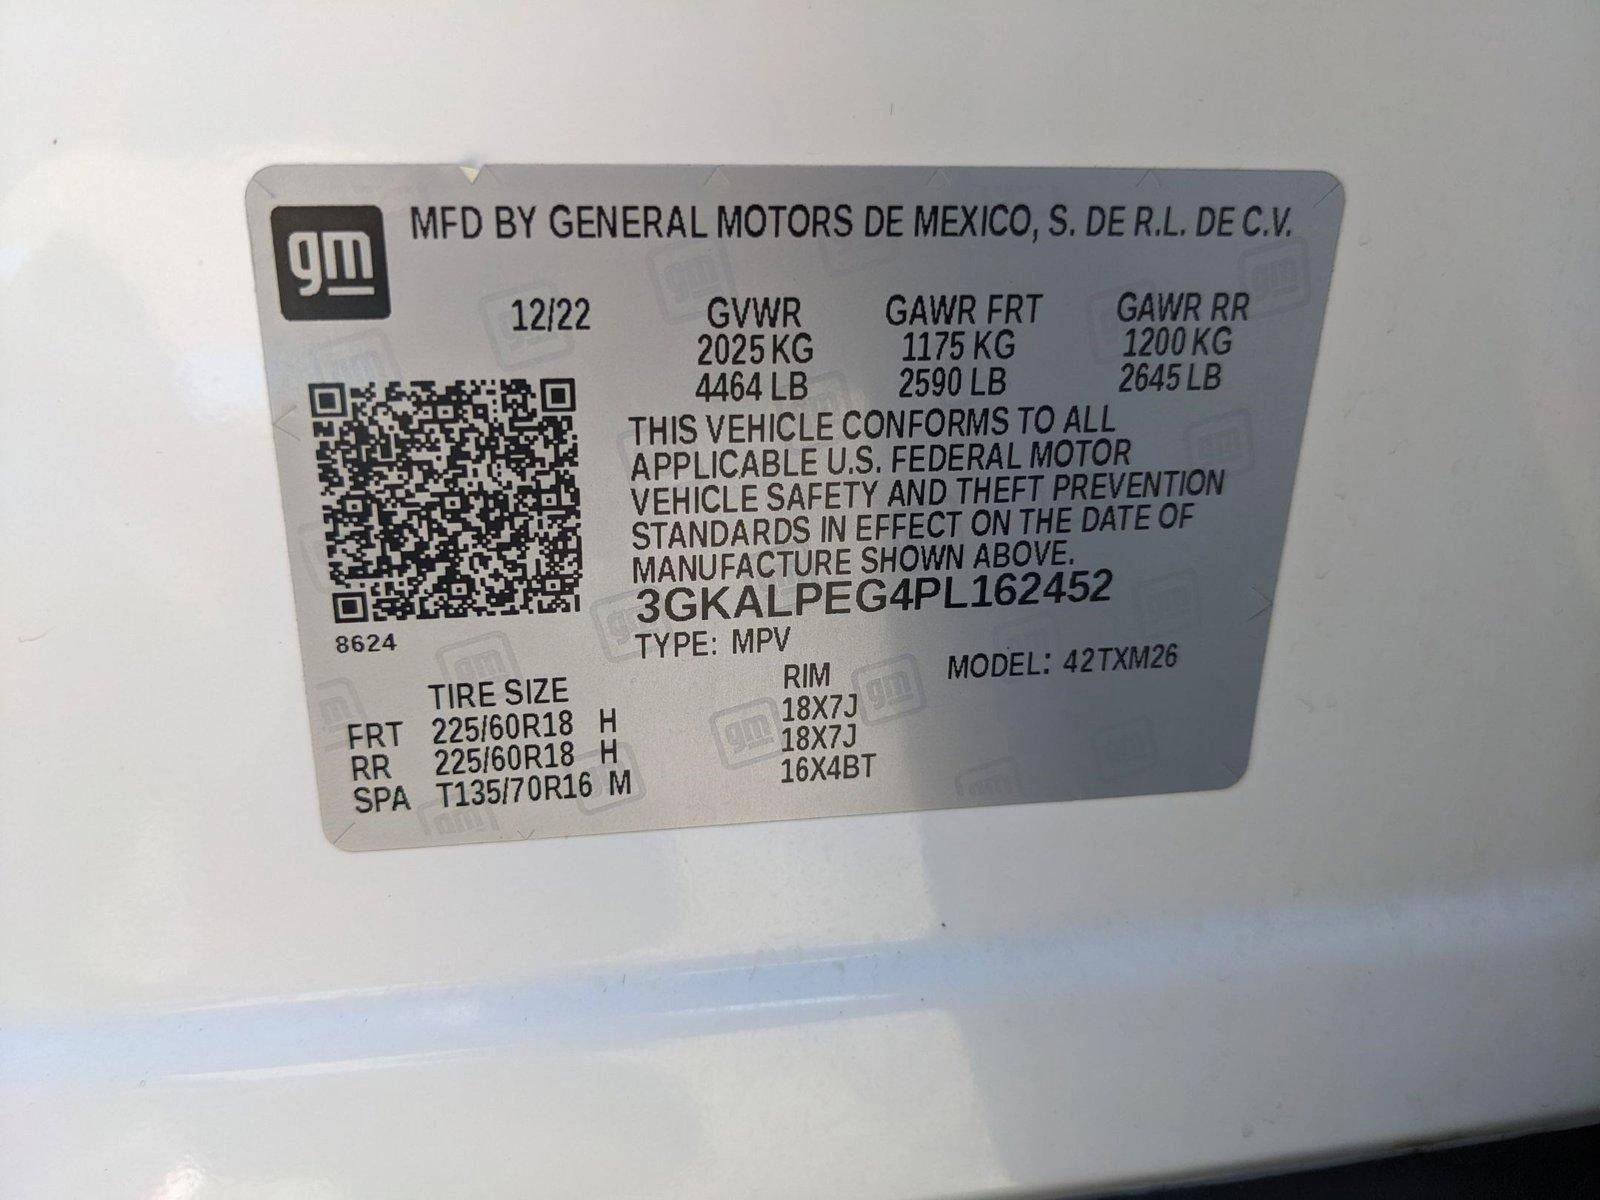 gm
MFD BY GENERAL MOTORS DE MEXICO, S. DE R.L. DE C.V.
12/22 GVWR GAWR FRT GAWR RR
2025 KG 1175 KG 1200 KG
4464 LB 2590 LB 2645 LB
THIS VEHICLE CONFORMS TO ALL
APPLICABLE U.S. FEDERAL MOTOR
VEHICLE SAFETY AND THEFT PREVENTION
STANDARDS IN EFFECT ON THE DATE OF
MANUFACTURE SHOWN ABOVE.
3GKALPEG4PL162452
8624
TYPE: MPV MODEL: 42TXM26
TIRE SIZE RIM
FRT 225/60R18 H 18X7J
RR 225/60R18 H 18X7J
SPA T135/70R16 M 16X4BT